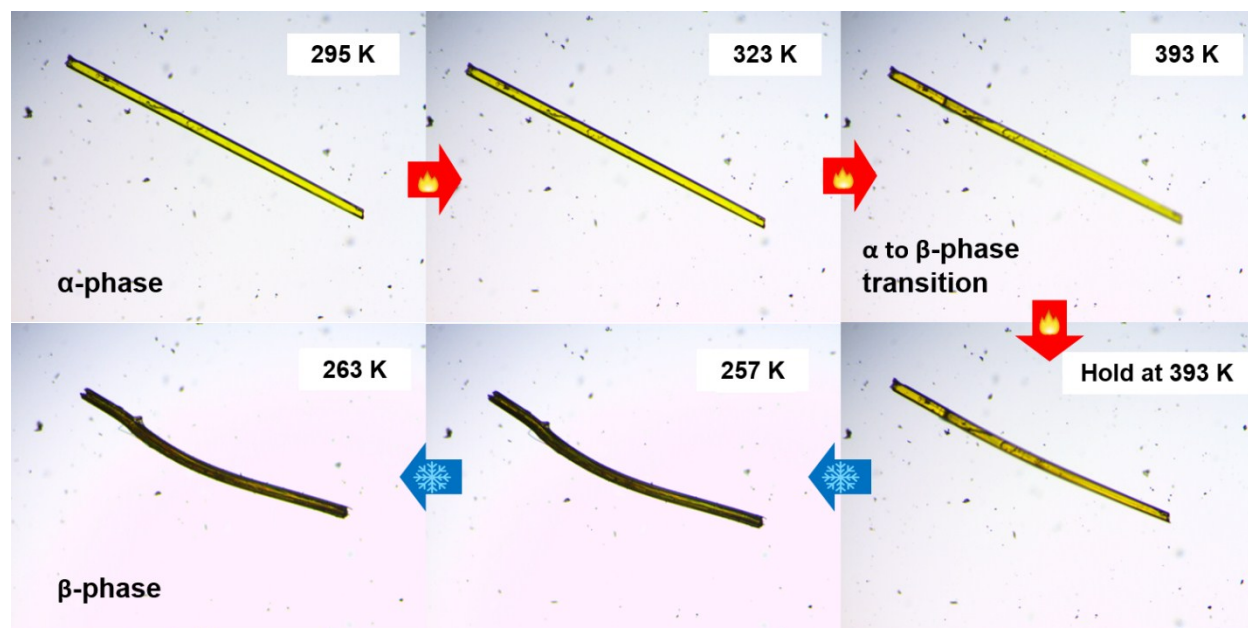 295 K
323 K
393 K
α-phase
α to β-phase
transition
263 K
257 K
Hold at 393 K
β-phase